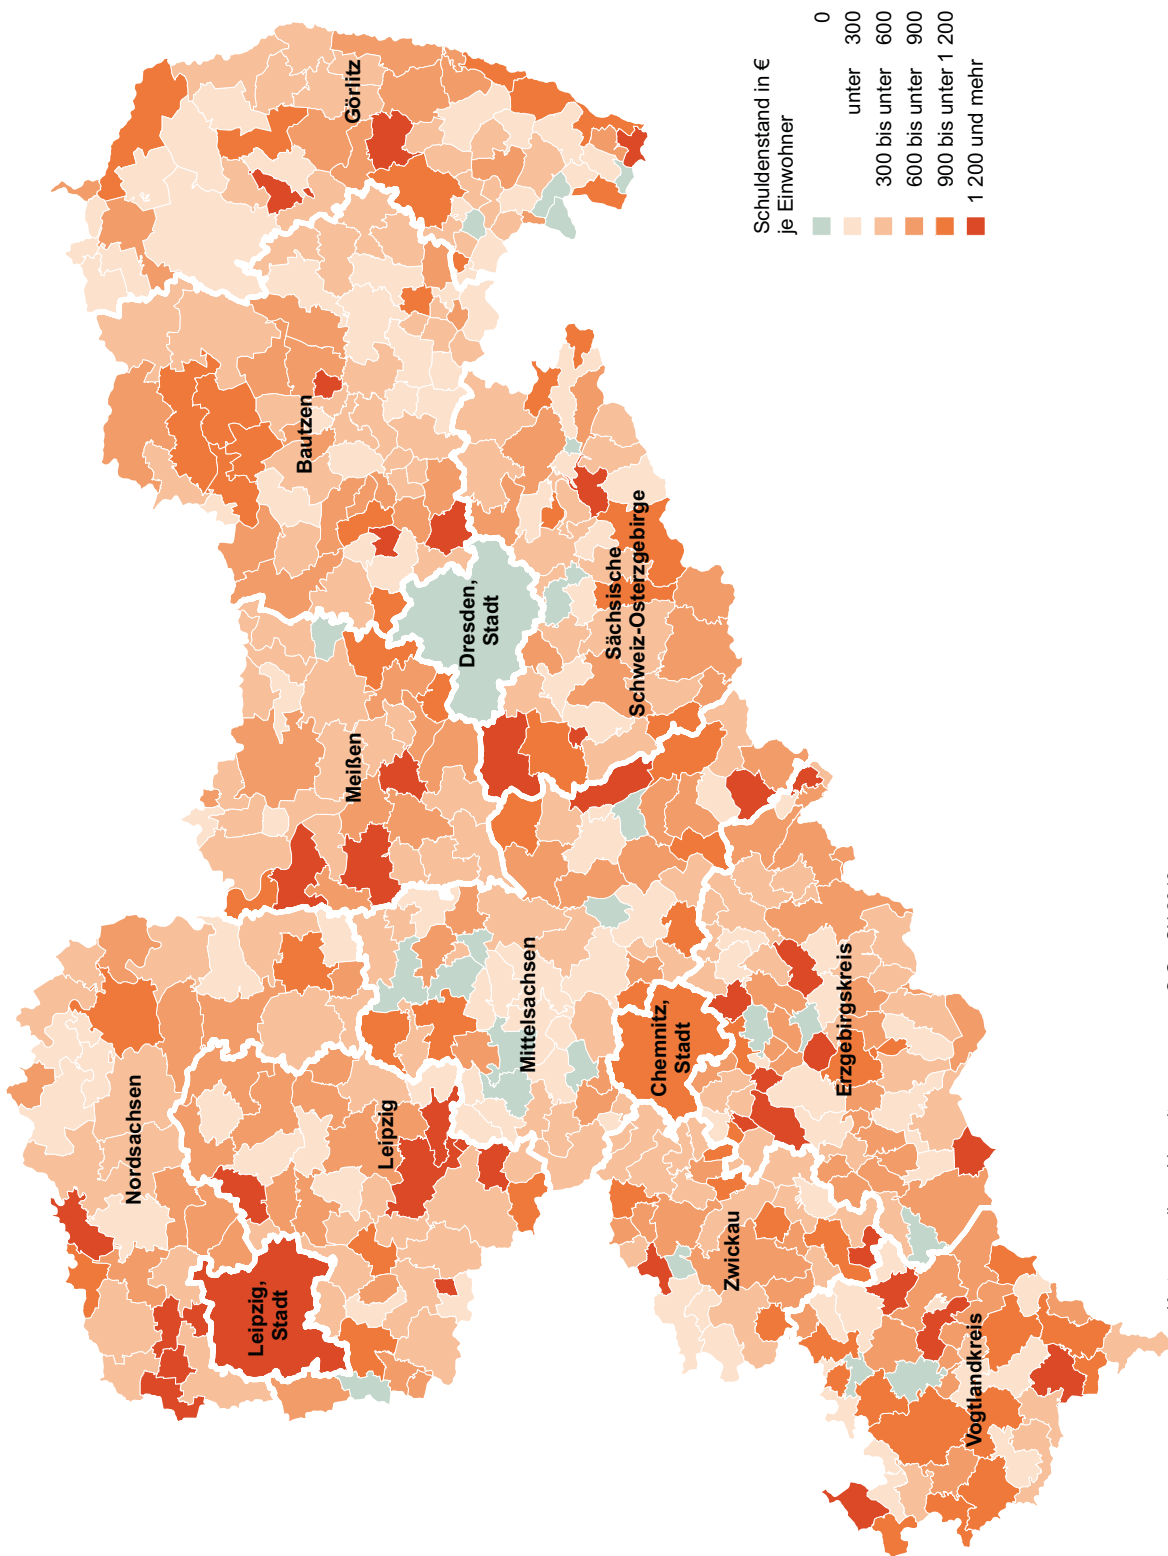 Schuldenstand in €
je Einwohner
0
unter 300
300 bis unter 600
600 bis unter 900
900 bis unter 1 200
1 200 und mehr
Nordsachsen
Leipzig,
Stadt
Leipzig
Meißen
Bautzen
Görlitz
Dresden,
Stadt
Sächsische
Schweiz-Osterzgebirge
Mittelsachsen
Chemnitz,
Stadt
Erzgebirgskreis
Zwickau
Vogtlandkreis